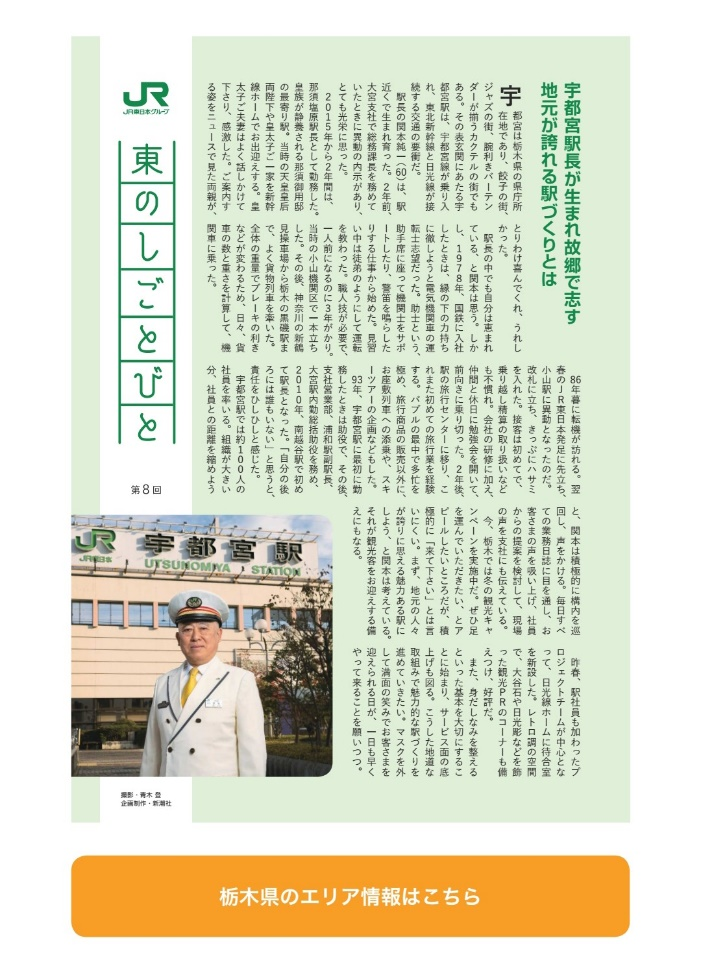 宇都宮駅長が生まれ故郷で志す
地元が誇れる駅づくりとは
宇都宮は栃木県の県庁所
在地であり、餃子の街、
ジャズの街、腕利きバーテン
ダーが揃うカクテルの街でも
ある。その表玄関にあたる宇
都宮駅は、宇都宮線が乗り入
れ、東北新幹線と日光線が接
続する交通の要衝だ。
駅長の関本純一(60)は、駅
近くで生まれ育った。2年前、
大宮支社で総務課長を務めて
いたときに異動の内示があり、
とても光栄に思った。
2015年から2年間は、
那須塩原駅長として勤務した。
皇族が静養される那須御用邸
の最寄り駅。当時の天皇皇后
両陛下や皇太子ご一家を新幹
線ホームでお出迎えする。皇
太子ご夫妻はよく話しかけて
下さり、感激した。ご案内す
る姿をニュースで見た両親が、
とりわけ喜んでくれ、うれし
かった。
駅長の中でも自分は恵まれ
ている、と関本は思う。しか
し、1978年、国鉄に入社
したときは、縁の下の力持ち
に徹しようと電気機関車の運
転士志望だった。助士という、
助手席に座って機関士をサポ
ートしたり、警笛を鳴らした
りする仕事から始めた。見習
い中は徒弟のようにして運転
を教わった。職人技が必要で、
一人前になるのに3年がかり。
当時の小山機関区で一本立ち
した。その後、神奈川の新鶴
見操車場から栃木の黒磯駅ま
で、よく貨物列車を牽いた。
全体の重量でブレーキの利き
などが変わるため、日々、貨
車の数と重さを計算して、機
関車に乗った。
86年暮に転機が訪れる。翌
春のJR東日本発足に先立ち、
小山駅に異動となったのだ。
改札に立ち、きっぷにハサミ
を入れた。接客は初めてで、
乗り越し精算の取り扱いなど
も不慣れ。会社の研修に加え、
仲間と休日に勉強会を開いて、
前向きに乗り切った。2年後、
駅の旅行センターに移り、こ
れまた初めての旅行業を経験
する。バブルの最中で多忙を
極め、旅行商品の販売以外に、
お座敷列車への添乗や、スキ
ーツアーの企画などもした。
93年、宇都宮駅に最初に勤
務したときは助役で、その後、
支社営業部、浦和駅副駅長、
大宮駅内勤総括助役を務め、
2010年、南越谷駅で初め
て駅長となった。「自分の後
ろには誰もいない」と思うと、
責任をひしひしと感じた。
宇都宮駅では約100人の
社員を率いる。組織が大きい
分、社員との距離を縮めよう
と、関本は積極的に構内を巡
回し、声をかける。毎日すべ
ての業務日誌に目を通し、お
客さまの声を吸い上げ、社員
からの提案を検討して、現場
の声を支社にも伝えている。
今、栃木では冬の観光キャ
ンペーンを実施中だ。ぜひ足
を運んでいただきたい、とア
ピールしたいところだが、積
極的に「来て下さい」とは言
いにくい。まず、地元の人々
が誇りに思える魅力ある駅に
しよう、と関本は考えている。
それが観光客をお迎えする備
えにもなる。
昨春、駅社員も加わったプ
ロジェクトチームが中心とな
って、日光線ホームに待合室
を新設した。レトロ調の空間
で、大谷石や日光彫などを飾
った観光PRのコーナーも備
えつけ、好評だ。
また、身だしなみを整える
といった基本を大切にするこ
とに始まり、サービス面の底
上げも図る。こうした地道な
取組みで魅力的な駅づくりを
進めていきたい。マスクを外
して満面の笑みでお客さまを
迎えられる日が、一日も早く
やって来ることを願いつつ。
JR
JR東日本グループ
東のしごとびと
第8回
JR
JR東日本
宇都宮駅
UTSUNOMIYA STATION
撮影・青木 登
企画制作・新潮社
栃木県のエリア情報はこちら